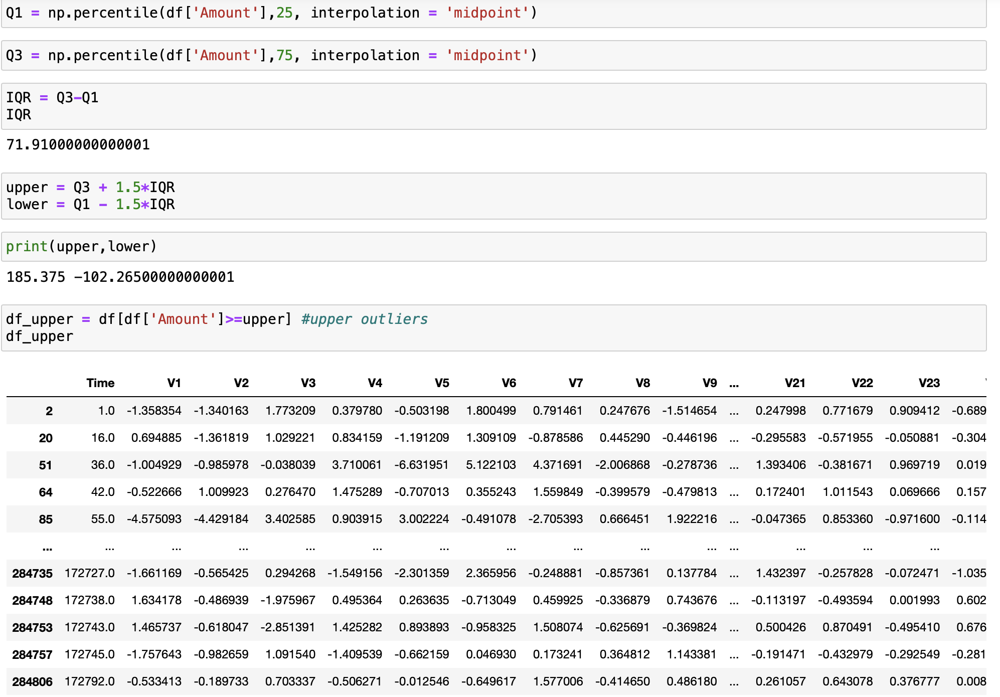 Q1 = np.percentile(df['Amount'],25, interpolation = 'midpoint')
Q3 = np.percentile(df['Amount'],75, interpolation = 'midpoint')
IQR = Q3-Q1
IQR
71.91000000000001
upper = Q3 + 1.5*IQR
lower = Q1 - 1.5*IQR
print(upper,lower)
185.375 -102.26500000000001
df_upper = df[df['Amount']>=upper] #upper outliers
df_upper
Time V1 V2 V3 V4 V5 V6 V7 V8 V9 ... V21 V22 V23
2 1.0 -1.358354 -1.340163 1.773209 0.379780 -0.503198 1.800499 0.791461 0.247676 -1.514654 ... 0.247998 0.771679 0.909412 -0.689
20 16.0 0.694885 -1.361819 1.029221 0.834159 -1.191209 1.309109 -0.878586 0.445290 -0.446196 ... -0.295583 -0.571955 -0.050881 -0.304
51 36.0 -1.004929 -0.985978 -0.038039 3.710061 -6.631951 5.122103 4.371691 -2.006868 -0.278736 ... 1.393406 -0.381671 0.969719 0.019
64 42.0 -0.522666 1.009923 0.276470 1.475289 -0.707013 0.355243 1.559849 -0.399579 -0.479813 ... 0.172401 1.011543 0.069666 0.157
85 55.0 -4.575093 -4.429184 3.402585 0.903915 3.002224 -0.491078 -2.705393 0.666451 1.922216 ... -0.047365 0.853360 -0.971600 -0.114
... ... ... ... ... ... ... ... ... ... ... ... ... ... ...
284735 172727.0 -1.661169 -0.565425 0.294268 -1.549156 -2.301359 2.365956 -0.248881 -0.857361 0.137784 ... 1.432397 -0.257828 -0.072471 -1.035
284748 172738.0 1.634178 -0.486939 -1.975967 0.495364 0.263635 -0.713049 0.459925 -0.336879 0.743676 ... -0.113197 -0.493594 0.001993 0.602
284753 172743.0 1.465737 -0.618047 -2.851391 1.425282 0.893893 -0.958325 1.508074 -0.625691 -0.369824 ... 0.500426 0.870491 -0.495410 0.676
284757 172745.0 -1.757643 -0.982659 1.091540 -1.409539 -0.662159 0.046930 0.173241 0.364812 1.143381 ... -0.191471 -0.432979 -0.292549 -0.281
284806 172792.0 -0.533413 -0.189733 0.703337 -0.506271 -0.012546 -0.649617 1.577006 -0.414650 0.486180 ... 0.261057 0.643078 0.376777 0.008